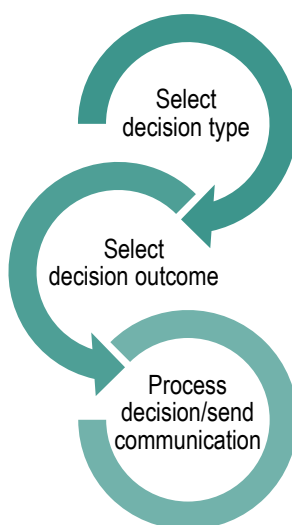 Select
decision type
Select
decision outcome
Process
decision/send
communication